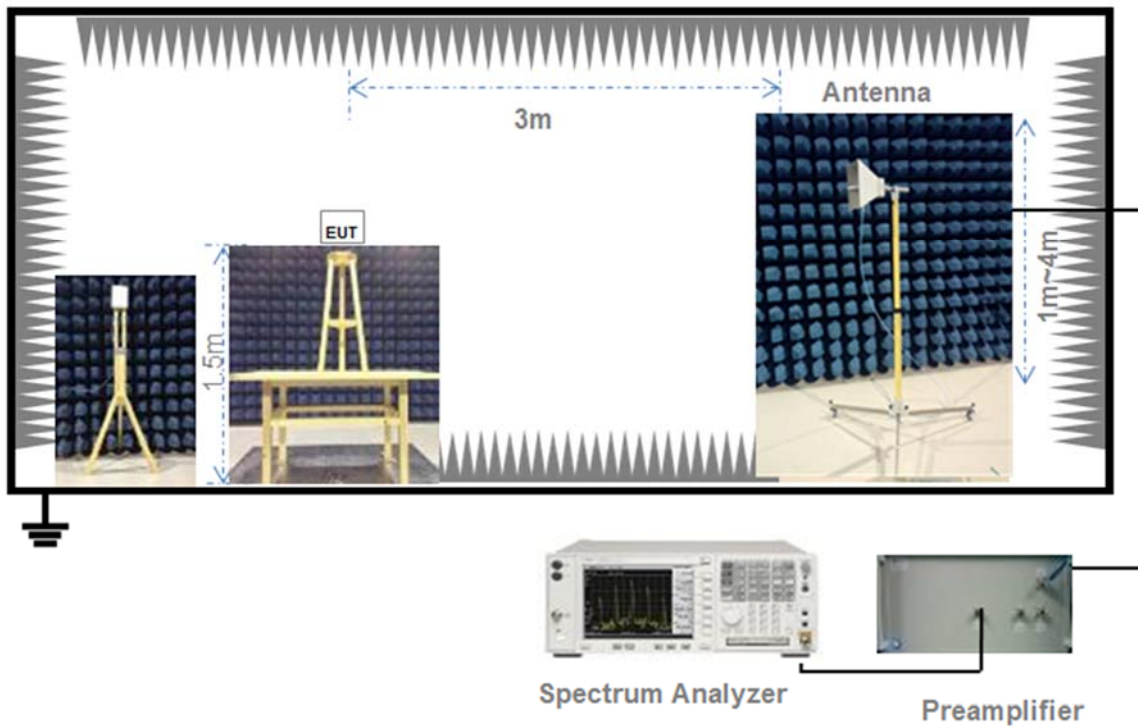 Antenna
3m
EUT
1.5m
1m~4m
Spectrum Analyzer
Preamplifier